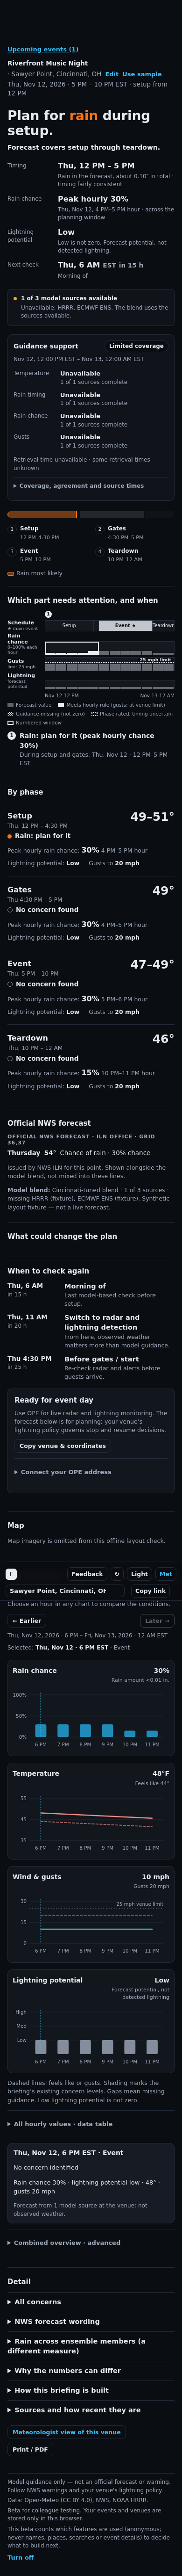 Upcoming events (1)
Riverfront Music Night
· Sawyer Point, Cincinnati, OH Edit Use sample
Thu, Nov 12, 2026 · 5 PM – 10 PM · setup from
12 PM
Plan for rain during
setup.
Forecast covers setup through teardown.
Timing
Thu, 12 PM – 5 PM
Rain in the forecast, about 0.10″ in total ·
timing fairly consistent
Rain chance
Peak hourly 30%
Thu, Nov 12, 4 PM–5 PM hour · across the
planning window
Lightning
potential
Low
Low is not zero. Forecast potential, not
detected lightning.
Next check
Thu, 6 AM EST in 15 h
Morning of
1 of 3 model sources available
Unavailable: HRRR, ECMWF ENS. The blend uses the
sources available.
Guidance support
Limited coverage
Nov 12, 12:00 PM EST – Nov 13, 12:00 AM EST
Temperature
Unavailable
1 of 1 sources complete
Rain timing
Unavailable
1 of 1 sources complete
Rain chance
Unavailable
1 of 1 sources complete
Gusts
Unavailable
1 of 1 sources complete
Retrieval time unavailable · some retrieval times
unknown
▸ Coverage, agreement and source times
1 Setup
12 PM–4:30 PM
2 Gates
4:30 PM–5 PM
3 Event
5 PM–10 PM
4 Teardown
10 PM–12 AM
Rain most likely
Which part needs attention, and when
1
Schedule
★ main event
Setup
Event ★
Teardown
Rain
chance
0–100% each
hour
Gusts
limit 25 mph
25 mph limit
Lightning
forecast
potential
Nov 12 12 PM
Nov 13 12 AM
Forecast value
Meets hourly rule (gusts: at venue limit)
Guidance missing (not zero)
Phase rated, timing uncertain
Numbered window
1 Rain: plan for it (peak hourly chance
30%)
During setup and gates, Thu, Nov 12 · 12 PM–5 PM
EST
By phase
Setup
49–51°
Thu, 12 PM – 4:30 PM
Rain: plan for it
Peak hourly rain chance: 30% 4 PM–5 PM hour
Lightning potential: Low Gusts to 20 mph
Gates
49°
Thu 4:30 PM – 5 PM
No concern found
Peak hourly rain chance: 30% 4 PM–5 PM hour
Lightning potential: Low Gusts to 20 mph
Event
47–49°
Thu, 5 PM – 10 PM
No concern found
Peak hourly rain chance: 30% 5 PM–6 PM hour
Lightning potential: Low Gusts to 20 mph
Teardown
46°
Thu, 10 PM – 12 AM
No concern found
Peak hourly rain chance: 15% 10 PM–11 PM hour
Lightning potential: Low Gusts to 20 mph
Official NWS forecast
OFFICIAL NWS FORECAST · ILN OFFICE · GRID
36,37
Thursday 54° Chance of rain · 30% chance
Issued by NWS ILN for this point. Shown alongside the
model blend, not mixed into these lines.
Model blend: Cincinnati-tuned blend · 1 of 3 sources ·
missing HRRR (fixture), ECMWF ENS (fixture). Synthetic
layout fixture — not a live forecast.
What could change the plan
When to check again
Thu, 6 AM
in 15 h
Morning of
Last model-based check before
setup.
Thu, 11 AM
in 20 h
Switch to radar and
lightning detection
From here, observed weather
matters more than model guidance.
Thu 4:30 PM
in 25 h
Before gates / start
Re-check radar and alerts before
guests arrive.
Ready for event day
Use OPE for live radar and lightning monitoring. The
forecast below is for planning; your venue's
lightning policy governs stop and resume decisions.
Copy venue & coordinates
▸ Connect your OPE address
Map
Map imagery is omitted from this offline layout check.
F
Feedback
↻
Light
Met
Sawyer Point, Cincinnati, OH
Copy link
Choose an hour in any chart to compare the conditions.
← Earlier
Later →
Thu, Nov 12, 2026 · 6 PM – Fri, Nov 13, 2026 · 12 AM EST
Selected: Thu, Nov 12 · 6 PM EST · Event
Rain chance
30%
Rain amount <0.01 in.
100%
50%
0%
6 PM 7 PM 8 PM 9 PM 10 PM 11 PM
Temperature
48°F
Feels like 44°
55
45
35
6 PM 7 PM 8 PM 9 PM 10 PM 11 PM
Wind & gusts
10 mph
Gusts 20 mph
30
25 mph venue limit
15
0
6 PM 7 PM 8 PM 9 PM 10 PM 11 PM
Lightning potential
Low
Forecast potential, not
detected lightning
High
Med
Low
6 PM 7 PM 8 PM 9 PM 10 PM 11 PM
Dashed lines: feels like or gusts. Shading marks the
briefing's existing concern levels. Gaps mean missing
guidance. Low lightning potential is not zero.
▸ All hourly values · data table
Thu, Nov 12, 6 PM EST · Event
No concern identified
Rain chance 30% · lightning potential low · 48° ·
gusts 20 mph
Forecast from 1 model source at the venue; not
observed weather.
▸ Combined overview · advanced
Detail
▸ All concerns
▸ NWS forecast wording
▸ Rain across ensemble members (a
different measure)
▸ Why the numbers can differ
▸ How this briefing is built
▸ Sources and how recent they are
Meteorologist view of this venue
Print / PDF
Model guidance only — not an official forecast or warning.
Follow NWS warnings and your venue's lightning policy.
Data: Open-Meteo (CC BY 4.0), NWS, NOAA HRRR.
Beta for colleague testing. Your events and venues are
stored only in this browser.
This beta counts which features are used (anonymous;
never names, places, searches or event details) to decide
what to build next.
Turn off